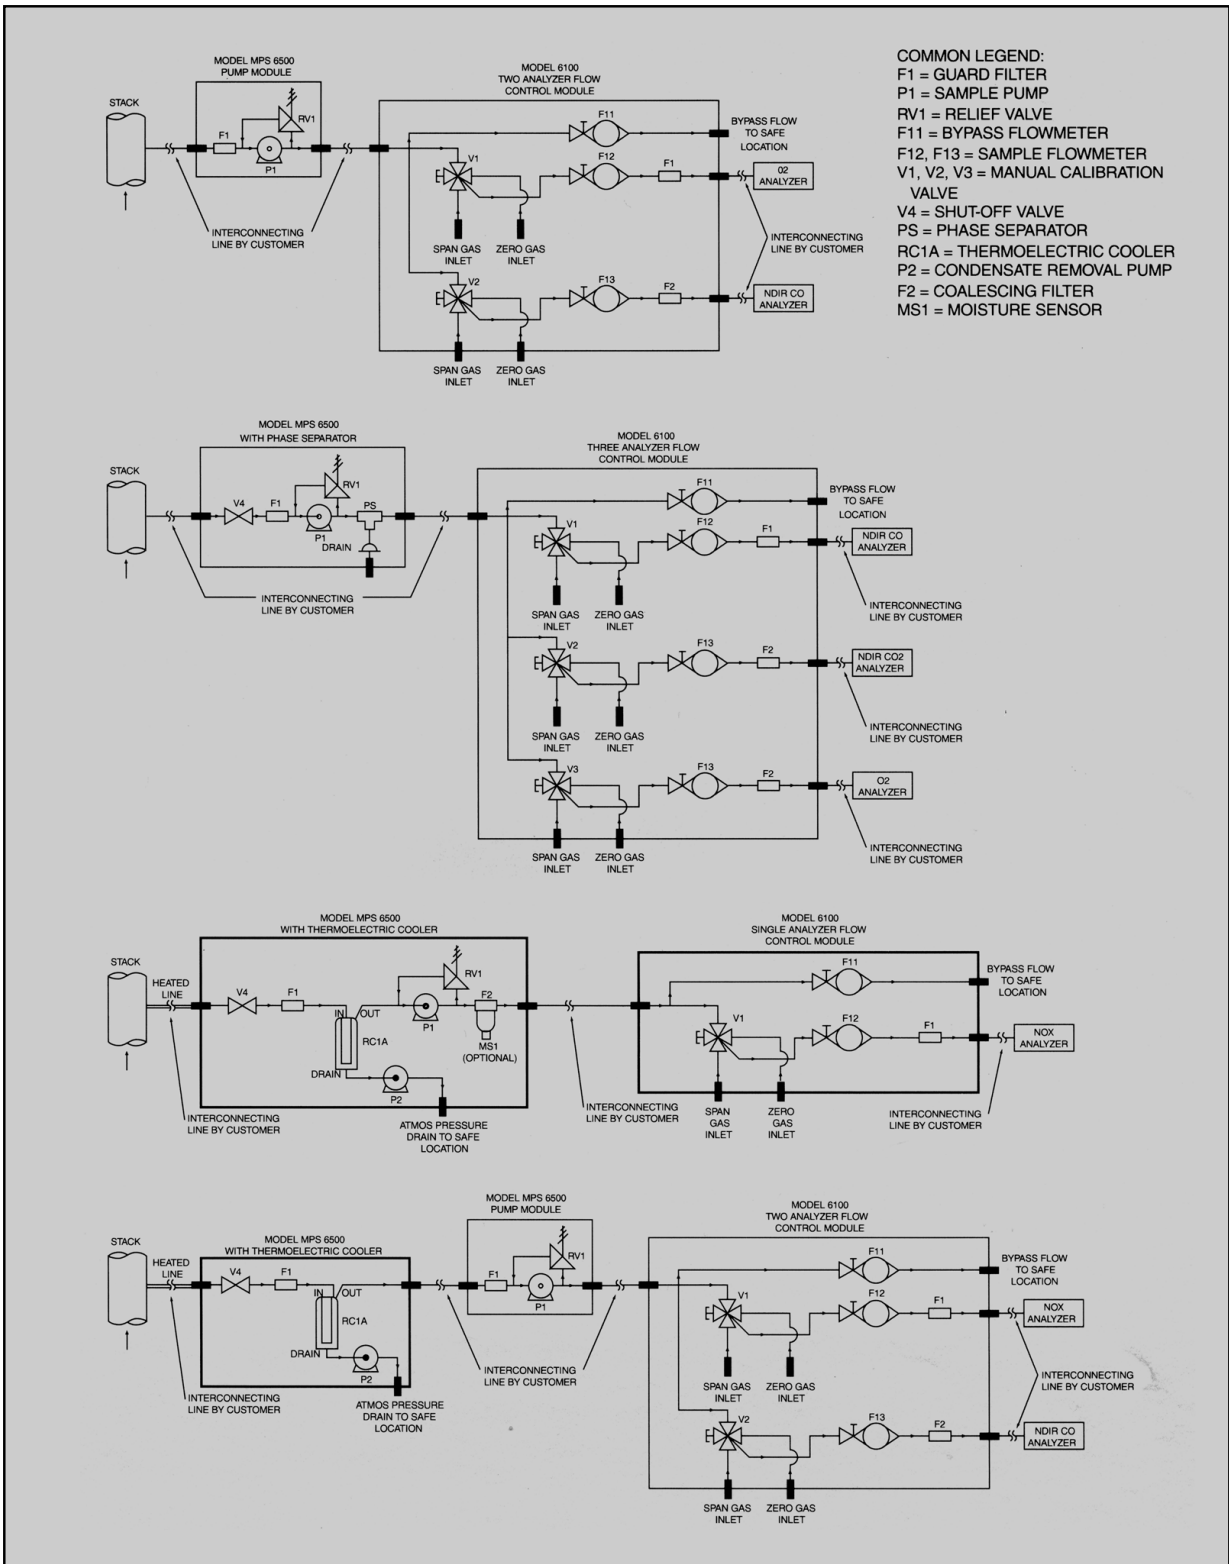 COMMON LEGEND:
F1 = GUARD FILTER
P1 = SAMPLE PUMP
RV1 = RELIEF VALVE
F11 = BYPASS FLOWMETER
F12, F13 = SAMPLE FLOWMETER
V1, V2, V3 = MANUAL CALIBRATION
VALVE
V4 = SHUT-OFF VALVE
PS = PHASE SEPARATOR
RC1A = THERMOELECTRIC COOLER
P2 = CONDENSATE REMOVAL PUMP
F2 = COALESCING FILTER
MS1 = MOISTURE SENSOR
MODEL MPS 6500
PUMP MODULE
STACK
F1
RV1
P1
INTERCONNECTING
LINE BY CUSTOMER
MODEL 6100
TWO ANALYZER FLOW
CONTROL MODULE
F11
BYPASS FLOW
TO SAFE
LOCATION
V1
F12
F1
02
ANALYZER
SPAN GAS
INLET
ZERO GAS
INLET
INTERCONNECTING
LINE BY CUSTOMER
V2
F13
F2
NDIR CO
ANALYZER
SPAN GAS
INLET
ZERO GAS
INLET
MODEL MPS 6500
WITH PHASE SEPARATOR
STACK
V4
F1
RV1
PS
P1
DRAIN
INTERCONNECTING
LINE BY CUSTOMER
MODEL 6100
THREE ANALYZER FLOW
CONTROL MODULE
F11
BYPASS FLOW
TO SAFE
LOCATION
V1
F12
F1
NDIR CO
ANALYZER
SPAN GAS
INLET
ZERO GAS
INLET
INTERCONNECTING
LINE BY CUSTOMER
V2
F13
F2
NDIR CO2
ANALYZER
SPAN GAS
INLET
ZERO GAS
INLET
INTERCONNECTING
LINE BY CUSTOMER
V3
F13
F2
O2
ANALYZER
SPAN GAS
INLET
ZERO GAS
INLET
INTERCONNECTING
LINE BY CUSTOMER
MODEL MPS 6500
WITH THERMOELECTRIC COOLER
STACK
HEATED
LINE
V4
F1
IN
OUT
RC1A
DRAIN
RV1
P1
F2
MS1
(OPTIONAL)
P2
INTERCONNECTING
LINE BY CUSTOMER
ATMOS PRESSURE
DRAIN TO SAFE
LOCATION
INTERCONNECTING
LINE BY CUSTOMER
MODEL 6100
SINGLE ANALYZER FLOW
CONTROL MODULE
F11
BYPASS FLOW
TO SAFE
LOCATION
V1
F12
F1
NOX
ANALYZER
SPAN
GAS
INLET
ZERO
GAS
INLET
INTERCONNECTING
LINE BY CUSTOMER
MODEL MPS 6500
WITH THERMOELECTRIC COOLER
STACK
HEATED
LINE
V4
F1
IN
OUT
RC1A
DRAIN
P2
INTERCONNECTING
LINE BY CUSTOMER
ATMOS PRESSURE
DRAIN TO SAFE
LOCATION
MODEL MPS 6500
PUMP MODULE
F1
RV1
P1
INTERCONNECTING
LINE BY CUSTOMER
MODEL 6100
TWO ANALYZER FLOW
CONTROL MODULE
F11
BYPASS FLOW
TO SAFE
LOCATION
V1
F12
F1
NOX
ANALYZER
SPAN GAS
INLET
ZERO GAS
INLET
INTERCONNECTING
LINE BY CUSTOMER
V2
F13
F2
NDIR CO
ANALYZER
SPAN GAS
INLET
ZERO GAS
INLET